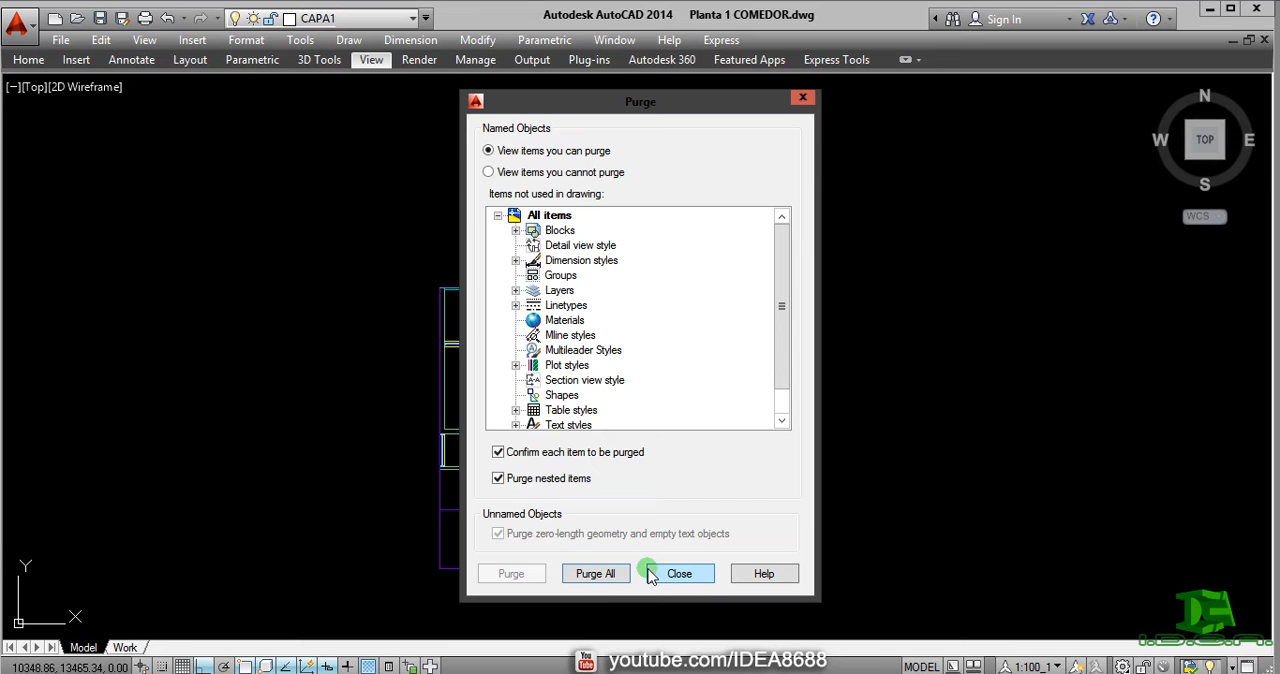 CAPA1
Autodesk AutoCAD 2014 Planta 1 COMEDOR.dwg
Sign In
File Edit View Insert Format Tools Draw Dimension Modify Parametric Window Help Express
Home Insert Annotate Layout Parametric 3D Tools View Render Manage Output Plug-ins Autodesk 360 Featured Apps Express Tools
[−][Top][2D Wireframe]
Purge
Named Objects
View items you can purge
View items you cannot purge
Items not used in drawing:
All items
Blocks
Detail view style
Dimension styles
Groups
Layers
Linetypes
Materials
Mline styles
Multileader Styles
Plot styles
Section view style
Shapes
Table styles
Text styles
Confirm each item to be purged
Purge nested items
Unnamed Objects
Purge zero-length geometry and empty text objects
Purge Purge All Close Help
N
W TOP E
S
WCS
Y
X
I.D.E.A.
Model Work
10348.86, 13465.34, 0.00
You Tube youtube.com/IDEA8688
MODEL 1:100_1